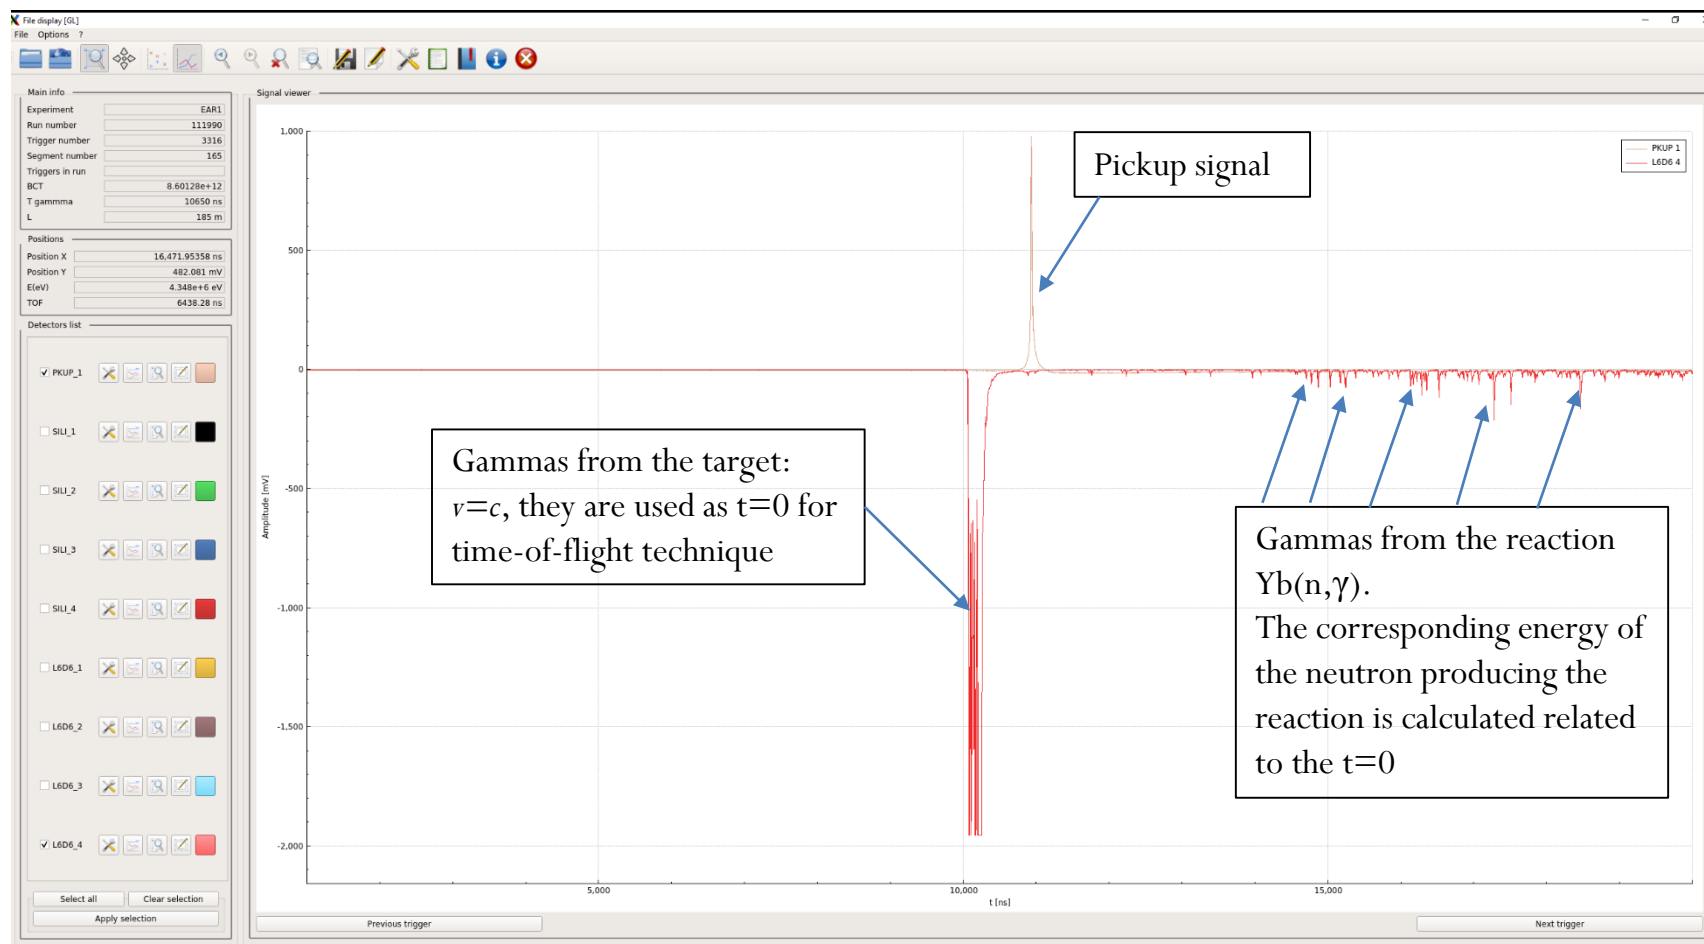 File display [GL]
File Options ?
Main info
Experiment EAR1
Run number 111990
Trigger number 3316
Segment number 165
Triggers in run
BCT 8.60128e+12
T gammma 10650 ns
L 185 m
Positions
Position X 16,471.95358 ns
Position Y 482.081 mV
E(eV) 4.348e+6 eV
TOF 6438.28 ns
Detectors list
PKUP_1
SILI_1
SILI_2
SILI_3
SILI_4
L6D6_1
L6D6_2
L6D6_3
L6D6_4
Select all Clear selection
Apply selection
Signal viewer
1,000
500
0
-500
-1,000
-1,500
-2,000
Amplitude [mV]
PKUP 1
L6D6 4
Pickup signal
Gammas from the target:
v=c, they are used as t=0 for
time-of-flight technique
Gammas from the reaction
Yb(n,γ).
The corresponding energy of
the neutron producing the
reaction is calculated related
to the t=0
5,000 10,000 15,000
t [ns]
Previous trigger Next trigger